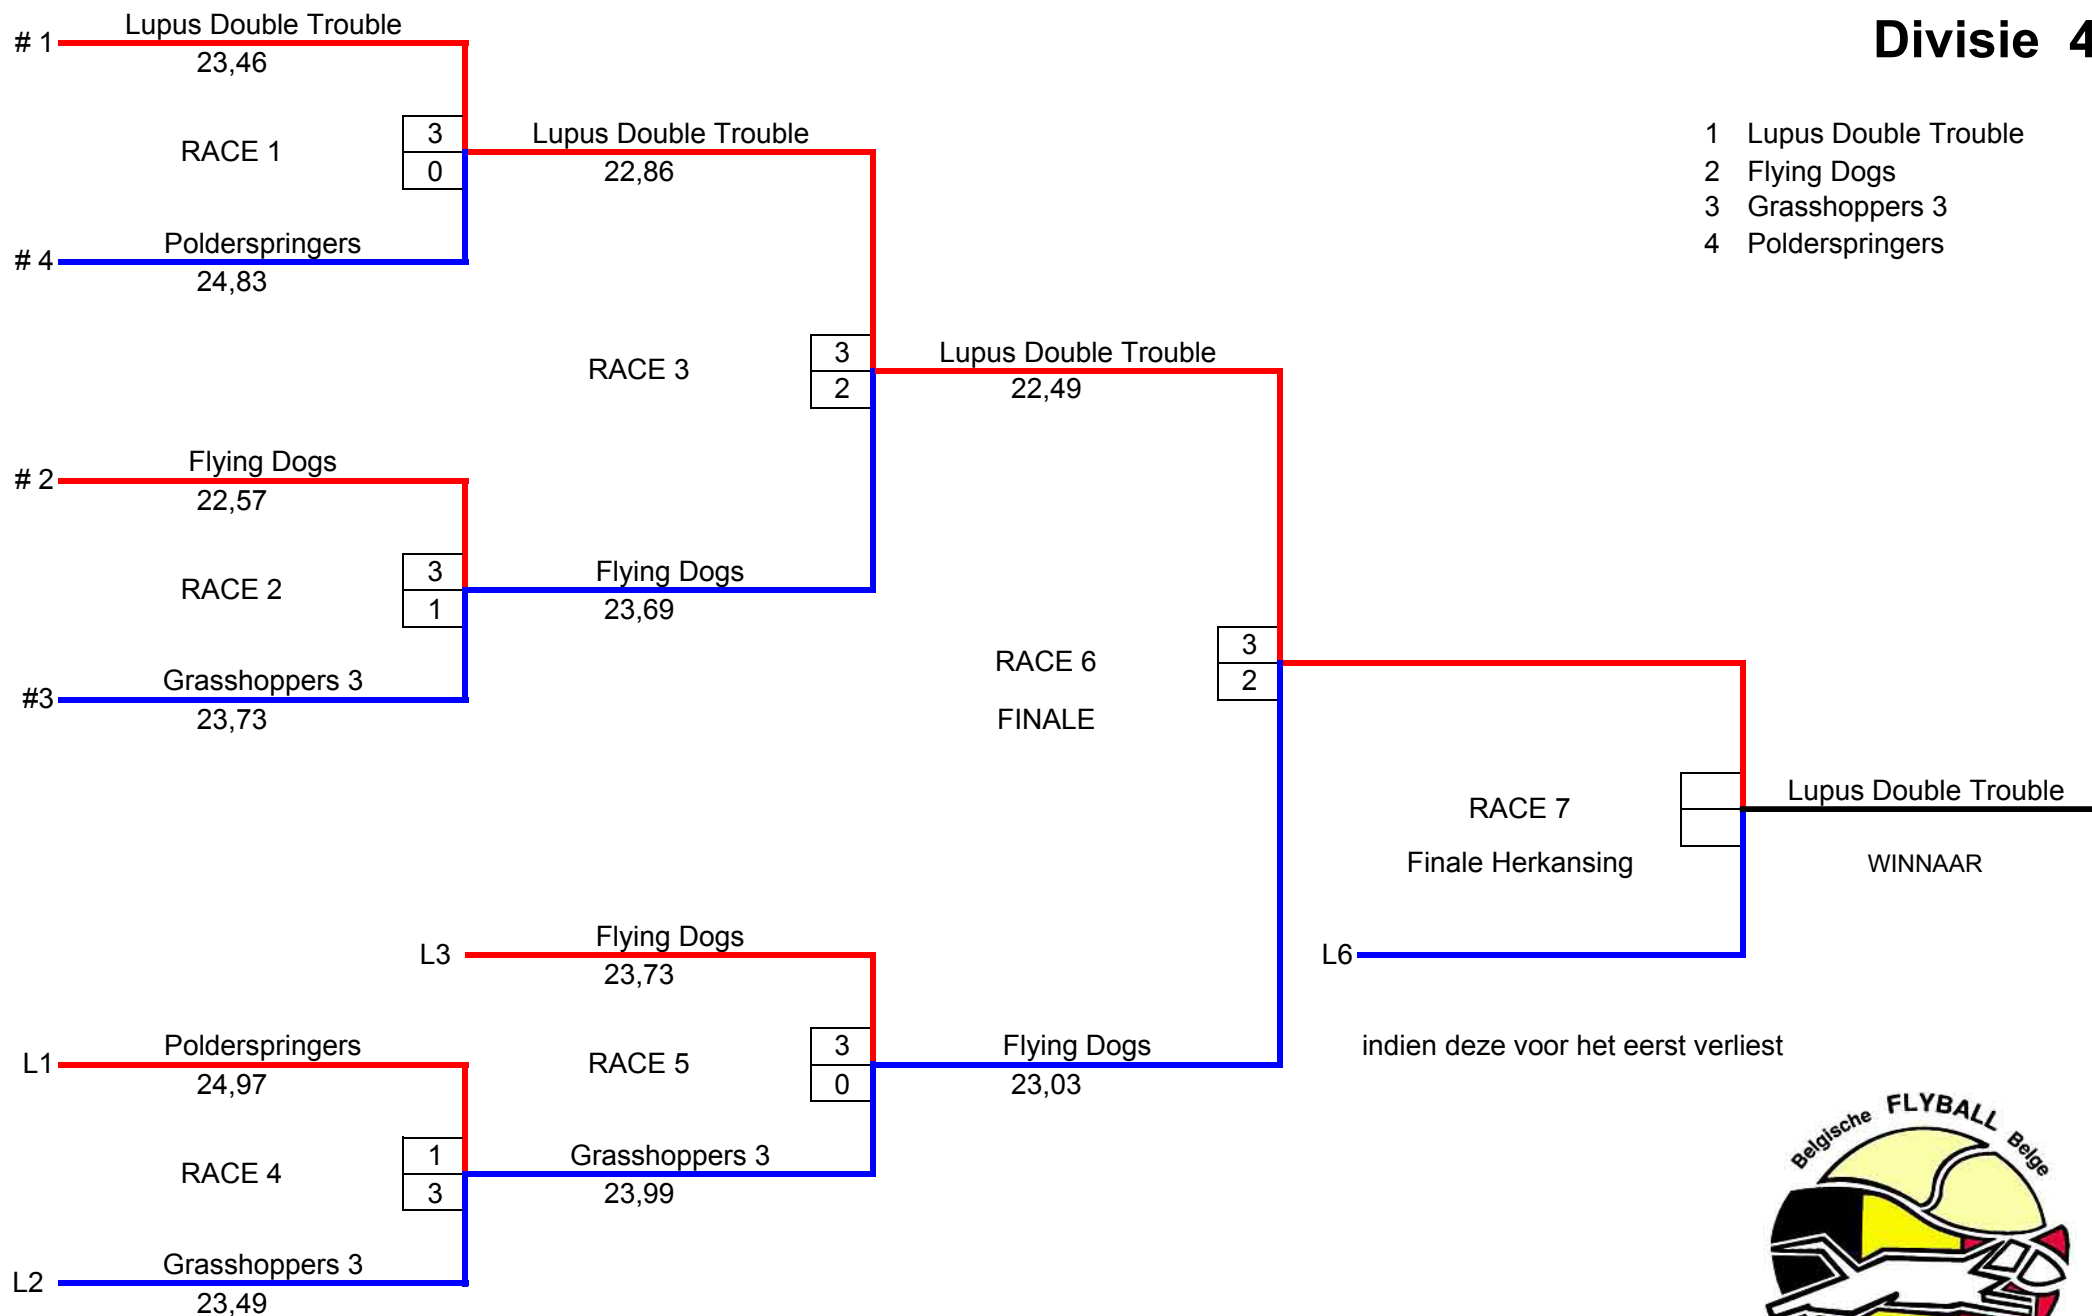 Divisie 4
Lupus Double Trouble
# 1
23,46
RACE 1
3
0
Polderspringers
# 4
24,83
Lupus Double Trouble
22,86
1 Lupus Double Trouble
2 Flying Dogs
3 Grasshoppers 3
4 Polderspringers
RACE 3
3
2
Lupus Double Trouble
22,49
Flying Dogs
# 2
22,57
RACE 2
3
1
Flying Dogs
23,69
Grasshoppers 3
#3
23,73
RACE 6
3
2
FINALE
RACE 7
Finale Herkansing
Lupus Double Trouble
WINNAAR
L3
Flying Dogs
23,73
L6
indien deze voor het eerst verliest
Polderspringers
L1
24,97
RACE 5
3
0
Flying Dogs
23,03
RACE 4
1
3
Grasshoppers 3
23,99
Grasshoppers 3
L2
23,49
Belgische FLYBALL Belge